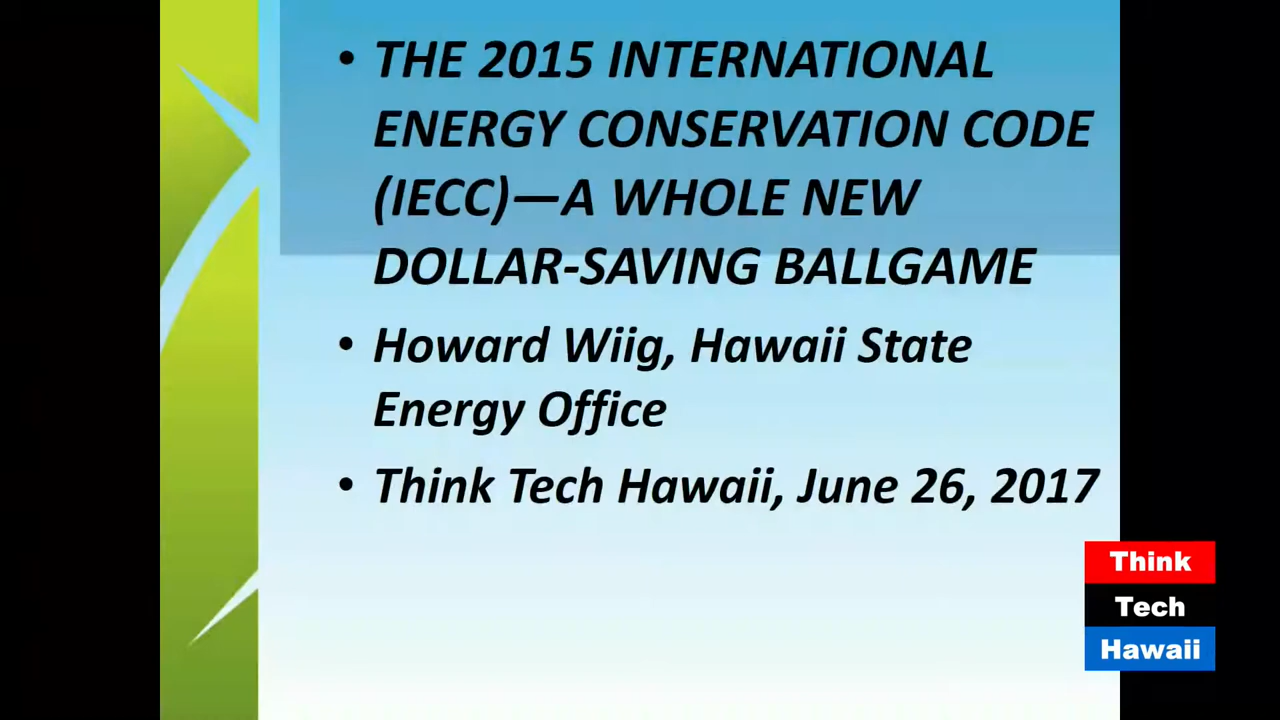 • THE 2015 INTERNATIONAL
ENERGY CONSERVATION CODE
(IECC)—A WHOLE NEW
DOLLAR-SAVING BALLGAME
• Howard Wiig, Hawaii State
Energy Office
• Think Tech Hawaii, June 26, 2017
Think
Tech
Hawaii